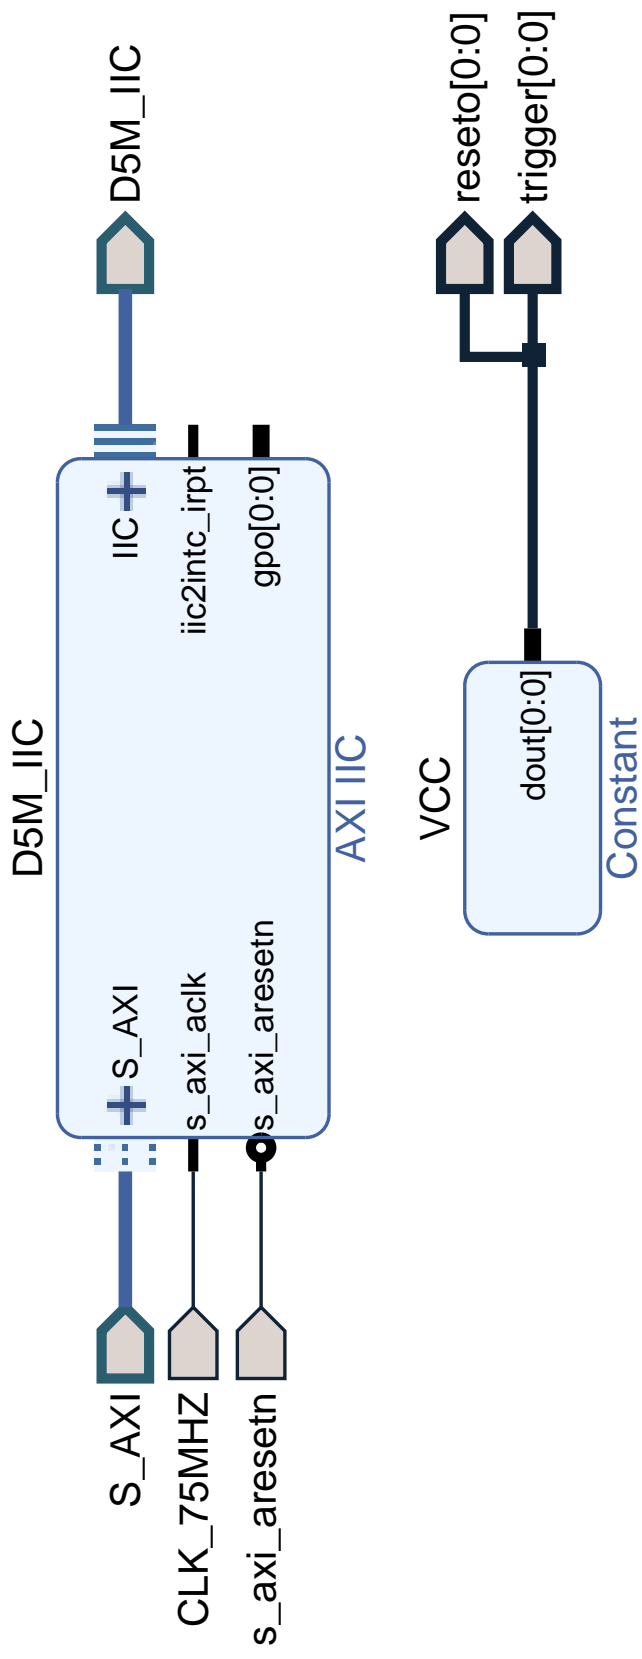 D5M_IIC
S_AXI
S_AXI
IIC
D5M_IIC
CLK_75MHZ
s_axi_aclk
iic2intc_irpt
s_axi_aresetn
s_axi_aresetn
gpo[0:0]
AXI IIC
VCC
reseto[0:0]
dout[0:0]
trigger[0:0]
Constant